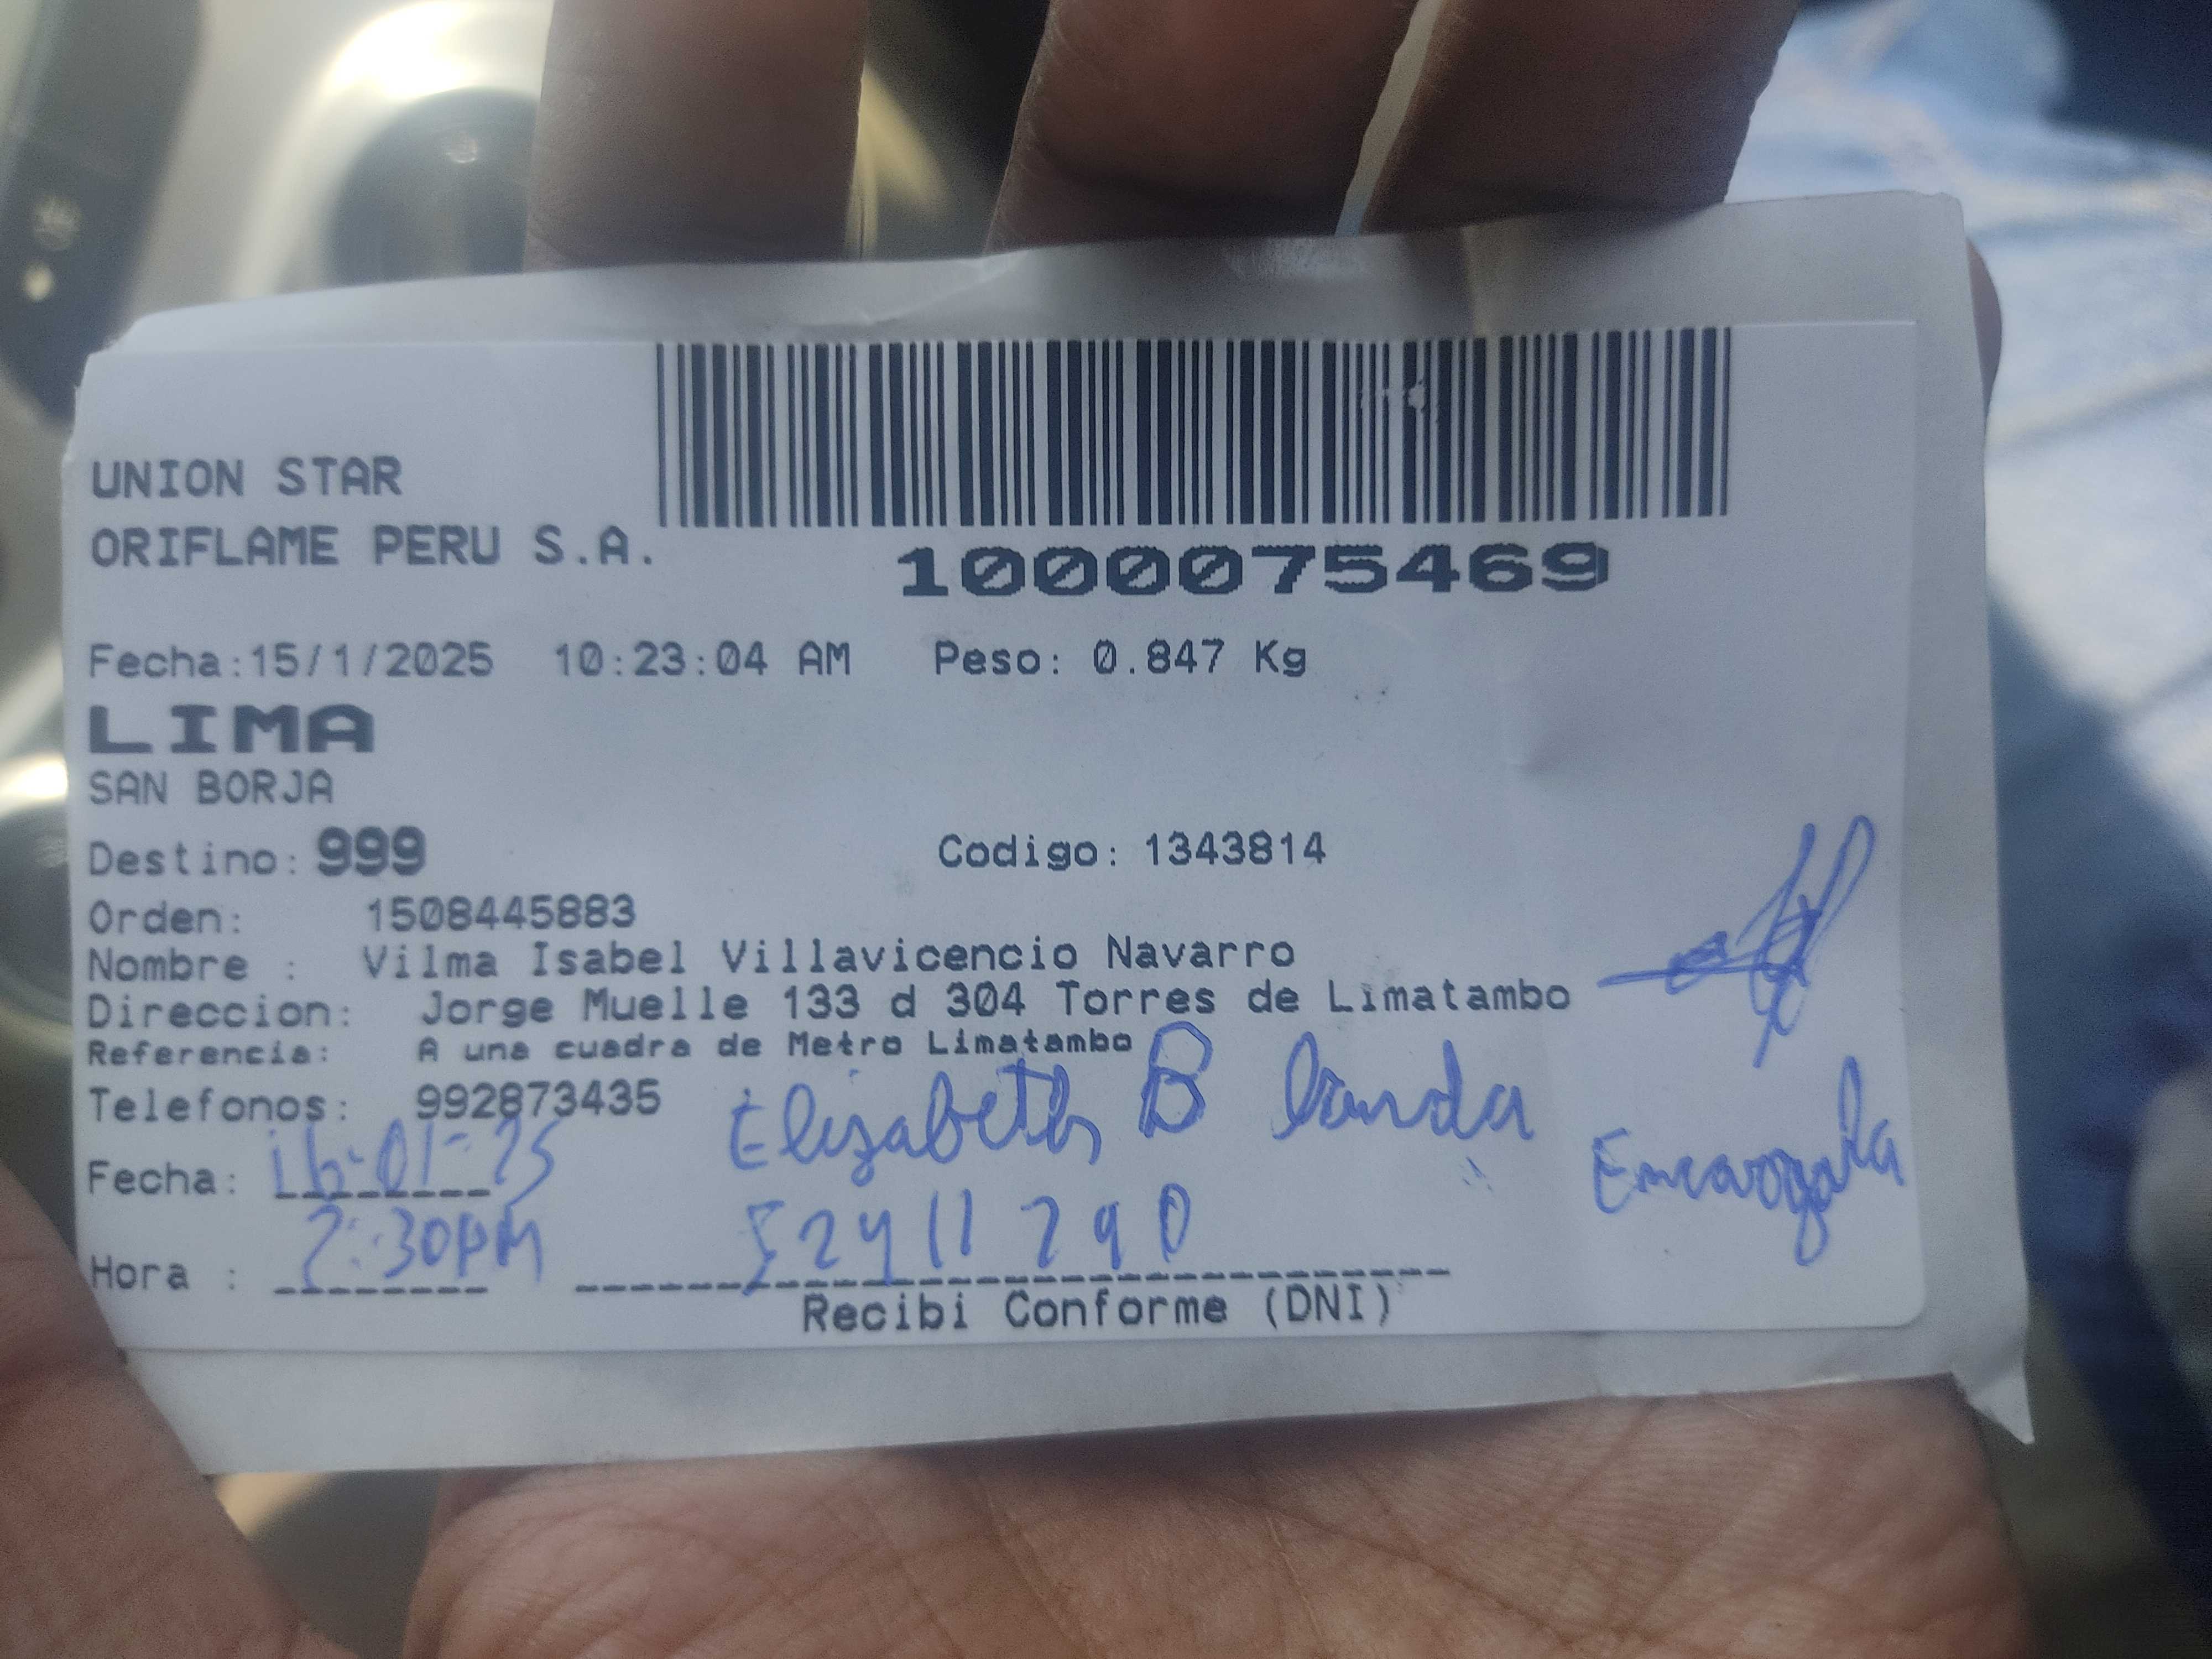 UNION STAR
ORIFLAME PERU S.A.
1000075469
Fecha:15/1/2025 10:23:04 AM Peso: 0.847 Kg
LIMA
SAN BORJA
Destino: 999 Codigo: 1343814
Orden: 1508445883
Nombre : Vilma Isabel Villavicencio Navarro
Direccion: Jorge Muelle 133 d 304 Torres de Limatambo
Referencia: A una cuadra de Metro Limatambo
Telefonos: 992873435
Elizabeth B landa
Encargada
Fecha: 16-01-25
Hora : 2:30PM
Recibi Conforme (DNI)